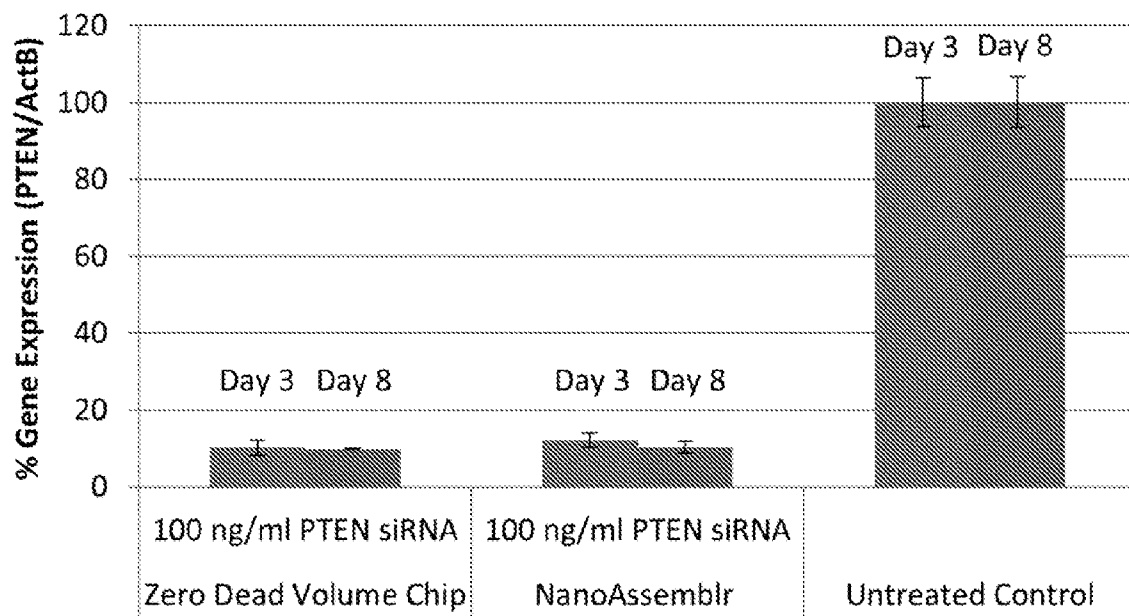 % Gene Expression (PTEN/ActB)
120
100
80
60
40
20
0
Day 3 Day 8
Day 3 Day 8
Day 3 Day 8
100 ng/ml PTEN siRNA 100 ng/ml PTEN siRNA
Zero Dead Volume Chip NanoAssemblr Untreated Control